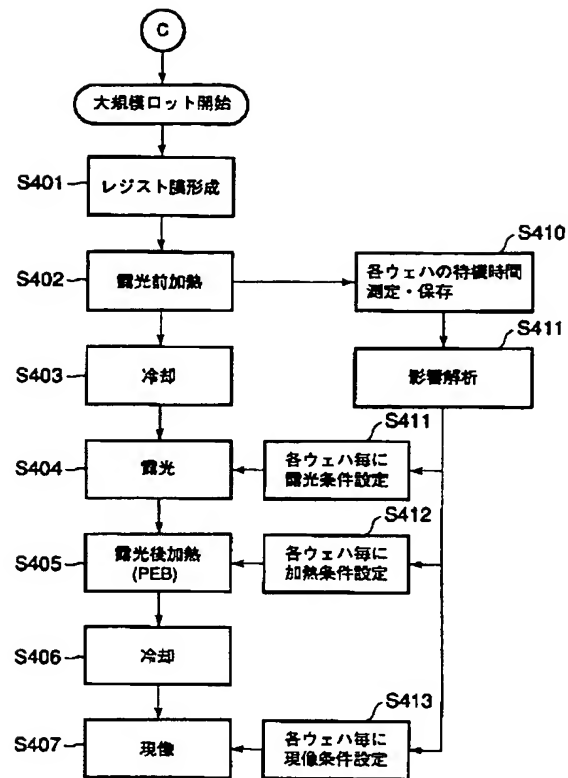 C
大規模ロット開始
S401
レジスト膜形成
S410
S402
露光前加熱
各ウェハの待機時間
測定・保存
S411
S403
冷却
影響解析
S411
S404
露光
各ウェハ毎に
露光条件設定
S412
S405
露光後加熱
(PEB)
各ウェハ毎に
加熱条件設定
S406
冷却
S413
S407
現像
各ウェハ毎に
現像条件設定